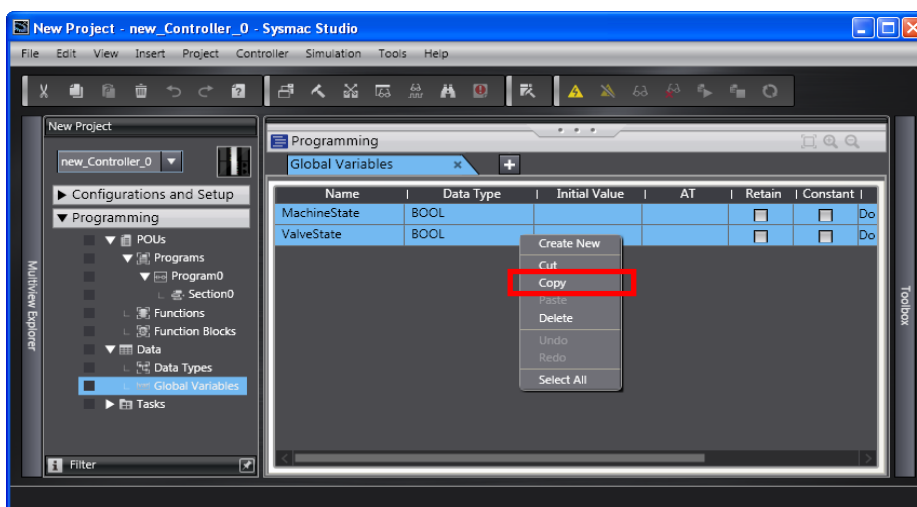 New Project - new_Controller_0 - Sysmac Studio
File Edit View Insert Project Controller Simulation Tools Help
New Project
new_Controller_0
Configurations and Setup
Programming
POUs
Programs
Program0
Section0
Functions
Function Blocks
Data
Data Types
Global Variables
Tasks
Filter
Multiview Explorer
Programming
Global Variables
Name Data Type Initial Value AT Retain Constant
MachineState BOOL Do
ValveState BOOL Do
Create New
Cut
Copy
Paste
Delete
Undo
Redo
Select All
Toolbox